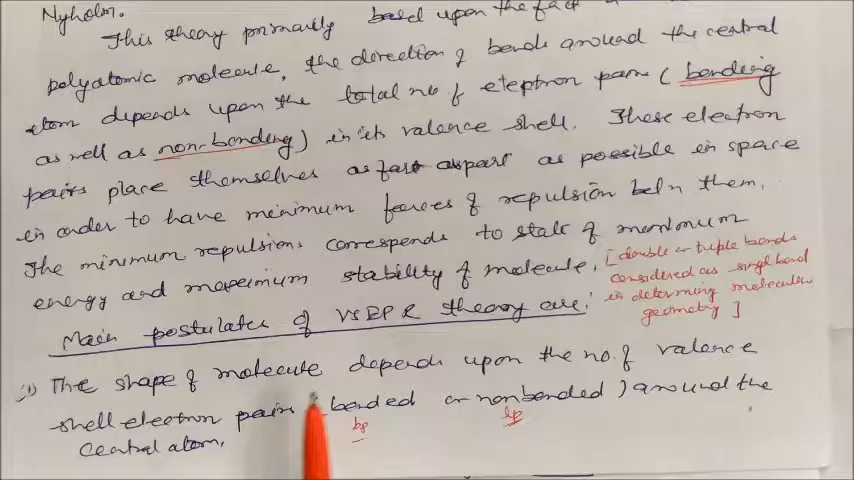 Nyholm.
This theory primarily based upon the fact
polyatomic molecule, the direction of bonds around the central
atom depends upon the total no of eleptron pairs ( bonding
as well as non-bonding) in its valence shell. These electron
pairs place themselves as far aspart as possible in space
in order to have minimum forces of repulsion betn them.
The minimum repulsions corresponds to state of minimum
energy and maximum stability of molecule. [double or triple bonds
considered as single bond
in determining molecular
geometry ]
Main postulates of VSEPR theory are:
(1) The shape of molecule depends upon the no. of valence
shell electron pairs (bonded or nonbonded) around the
bp lp
central atom.